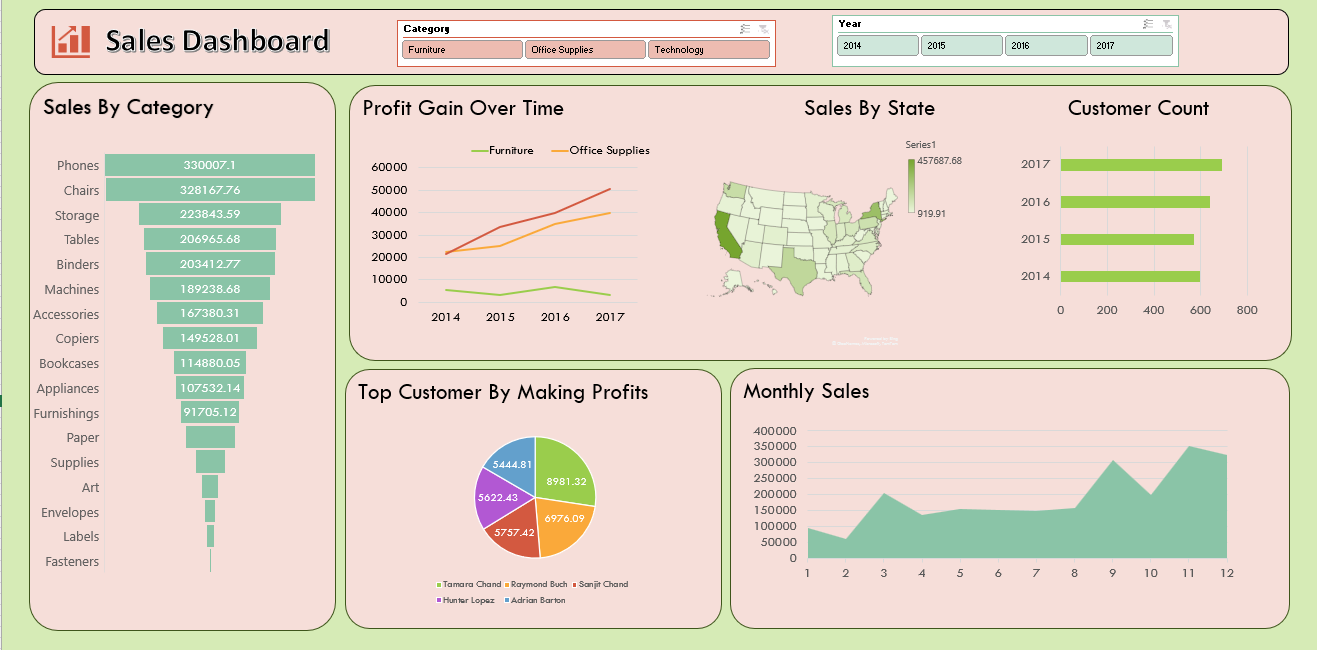 Sales Dashboard
Category
Furniture
Office Supplies
Technology
Year
2014
2015
2016
2017
Sales By Category
Phones 330007.1
Chairs 328167.76
Storage 223843.59
Tables 206965.68
Binders 203412.77
Machines 189238.68
Accessories 167380.31
Copiers 149528.01
Bookcases 114880.05
Appliances 107532.14
Furnishings 91705.12
Paper
Supplies
Art
Envelopes
Labels
Fasteners
Profit Gain Over Time
Furniture
Office Supplies
60000
50000
40000
30000
20000
10000
0
2014 2015 2016 2017
Sales By State
Series1
457687.68
919.91
Customer Count
2017
2016
2015
2014
0 200 400 600 800
Top Customer By Making Profits
5444.81
8981.32
5622.43
6976.09
5757.42
Tamara Chand Raymond Buch Sanjit Chand
Hunter Lopez Adrian Barton
Monthly Sales
400000
350000
300000
250000
200000
150000
100000
50000
0
1 2 3 4 5 6 7 8 9 10 11 12